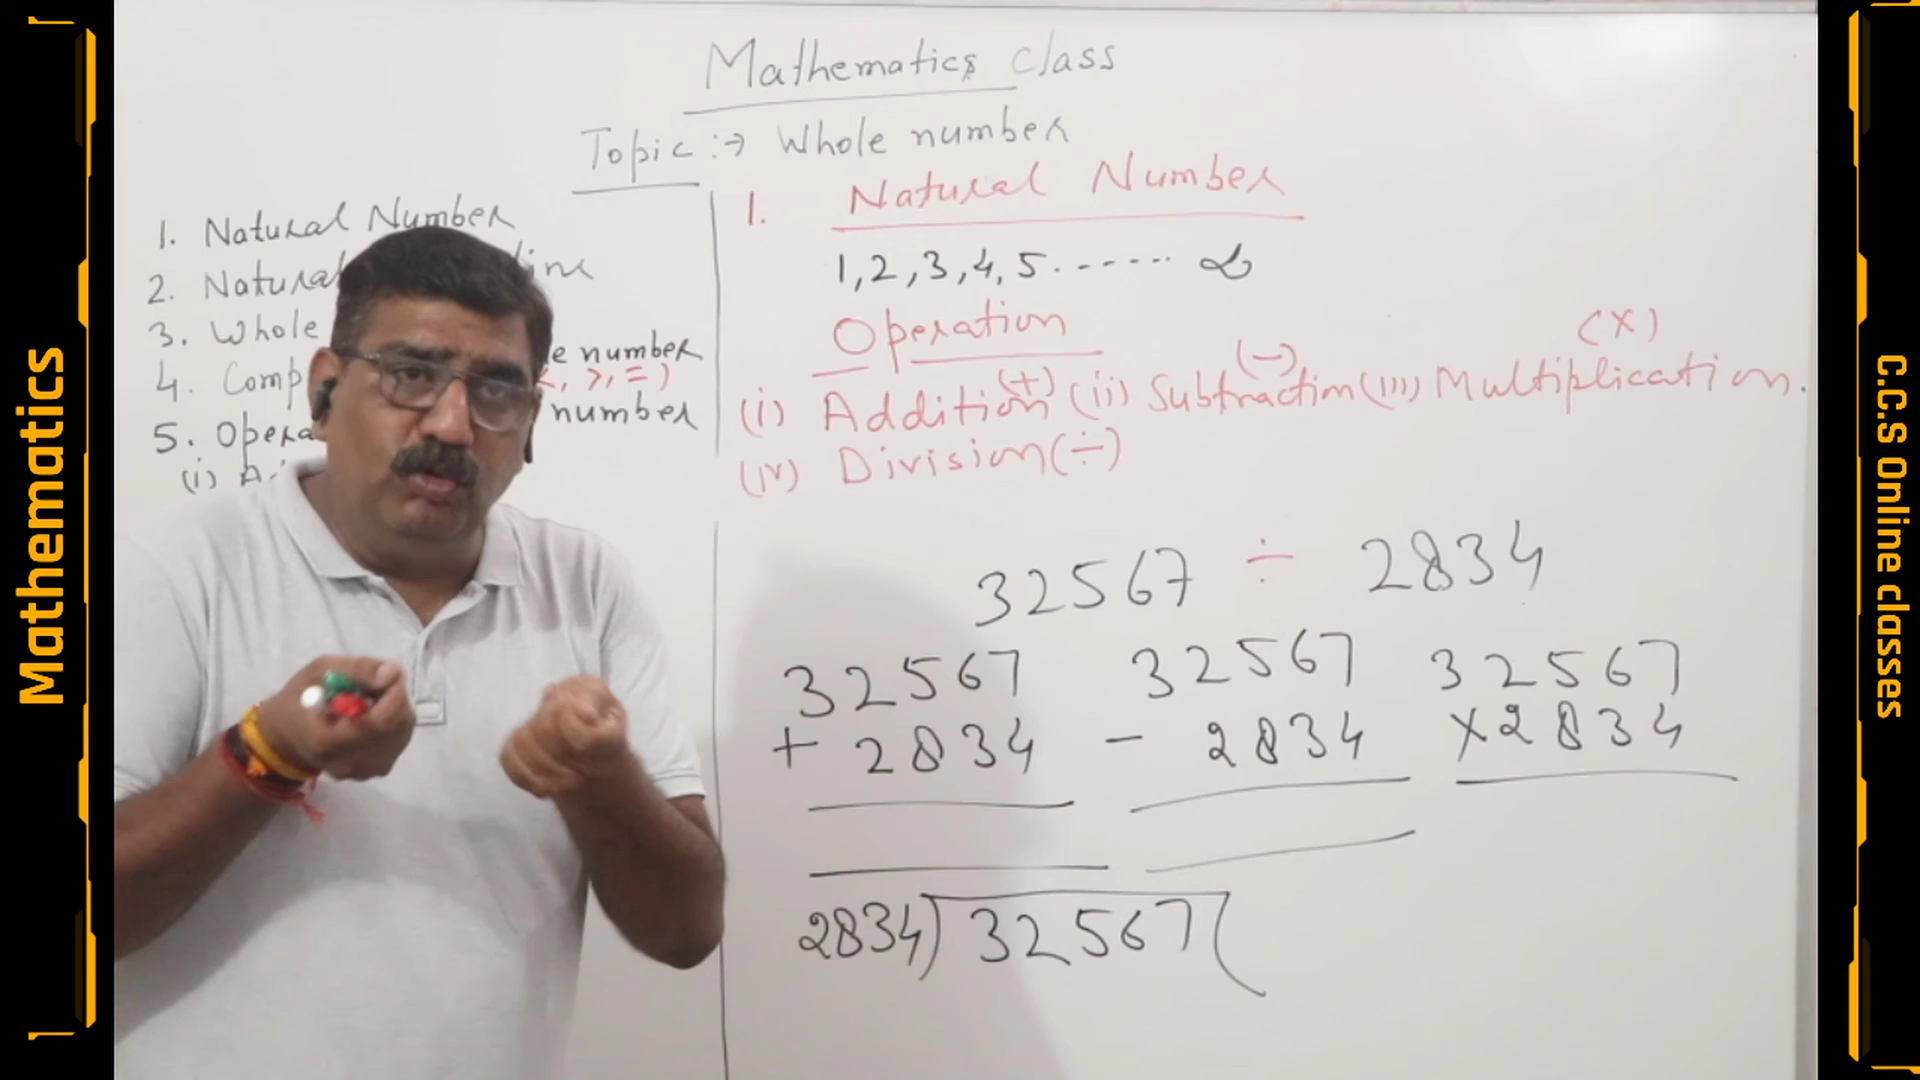 Mathematics
Mathematics class
Topic :→ Whole number
1. Natural Number
2. Natural
3. Whole
4. Comp e number
<, >, =)
5. Opera number
(i) A
1. Natural Number
1,2,3,4,5.------ ∞
Operation
(i) Addition (+) (ii) Subtraction (-) (iii) Multiplication. (×)
(iv) Division (÷)
32567 ÷ 2834
32567
+ 2834
32567
- 2834
32567
×2834
2834)32567(
C.C.S Online classes